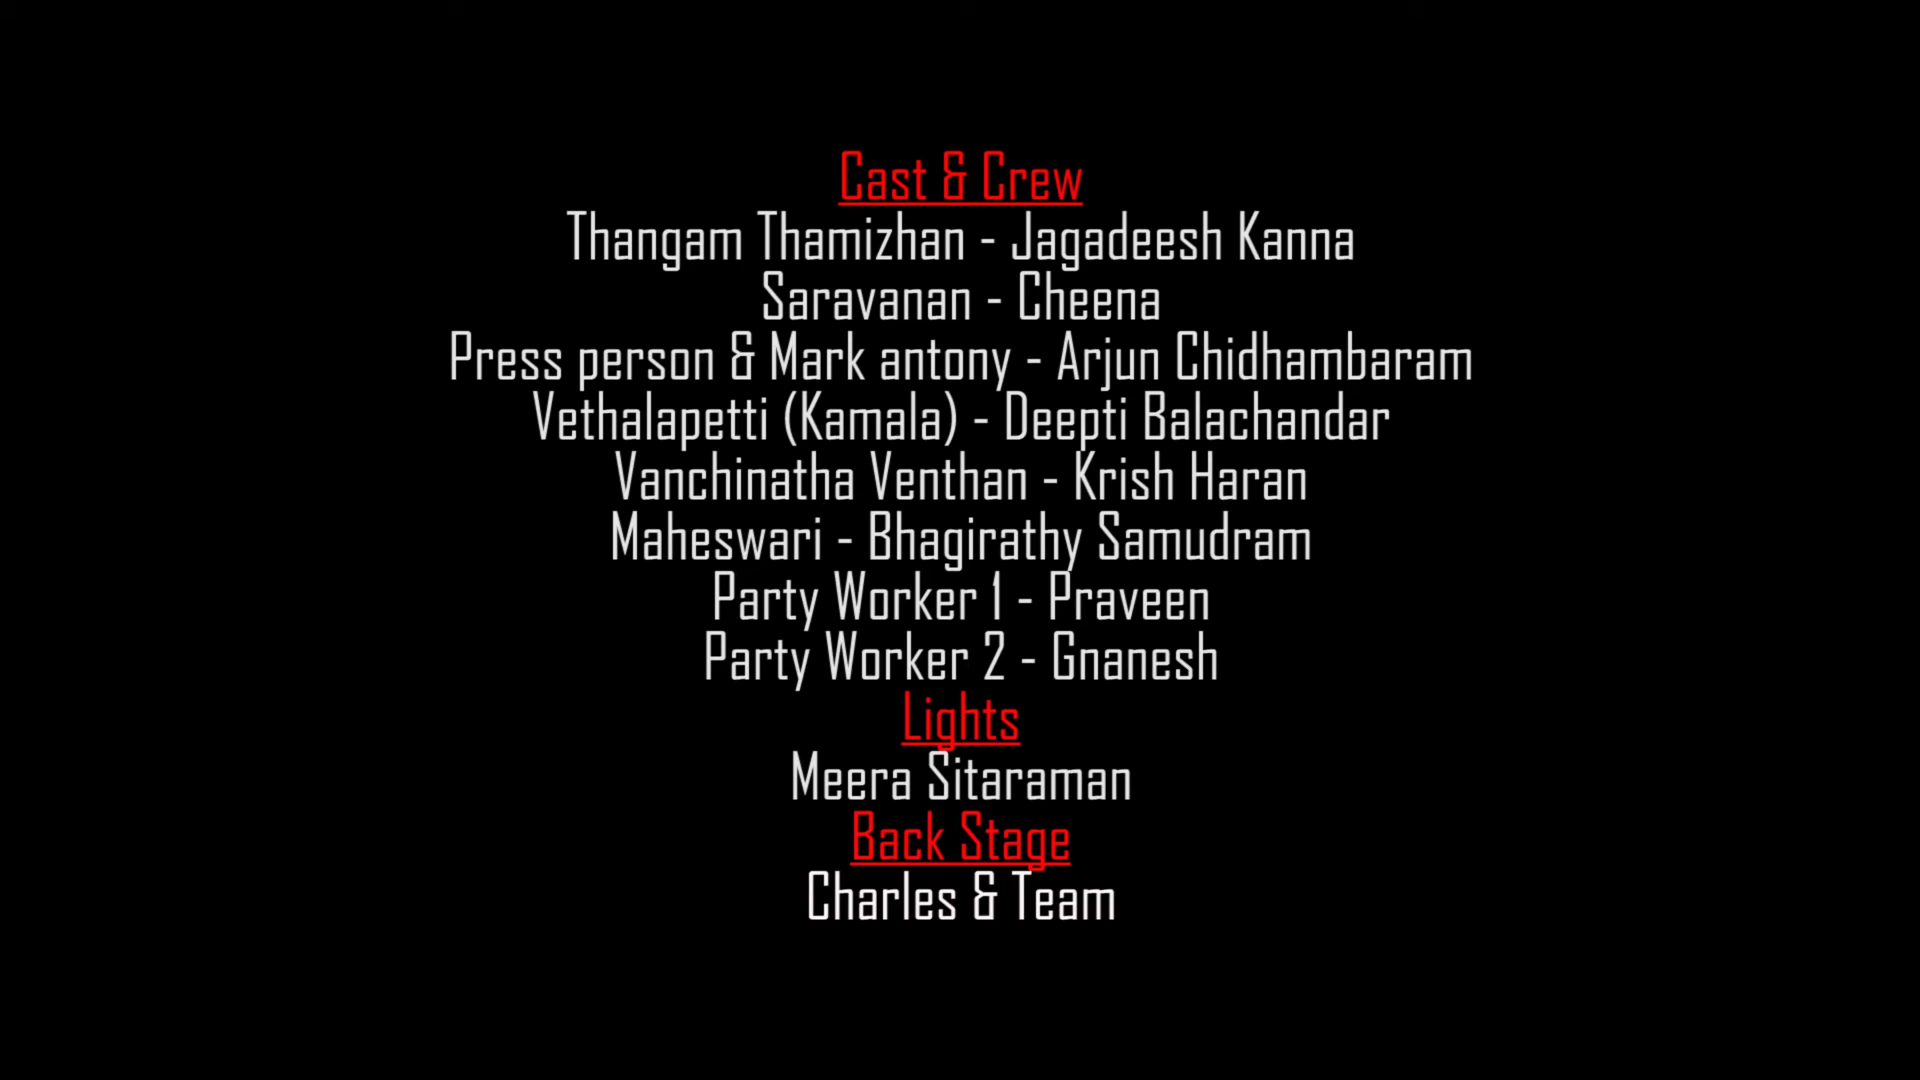 Cast & Crew
Thangam Thamizhan - Jagadeesh Kanna
Saravanan - Cheena
Press person & Mark antony - Arjun Chidhambaram
Vethalapetti (Kamala) - Deepti Balachandar
Vanchinatha Venthan - Krish Haran
Maheswari - Bhagirathy Samudram
Party Worker 1 - Praveen
Party Worker 2 - Gnanesh
Lights
Meera Sitaraman
Back Stage
Charles & Team